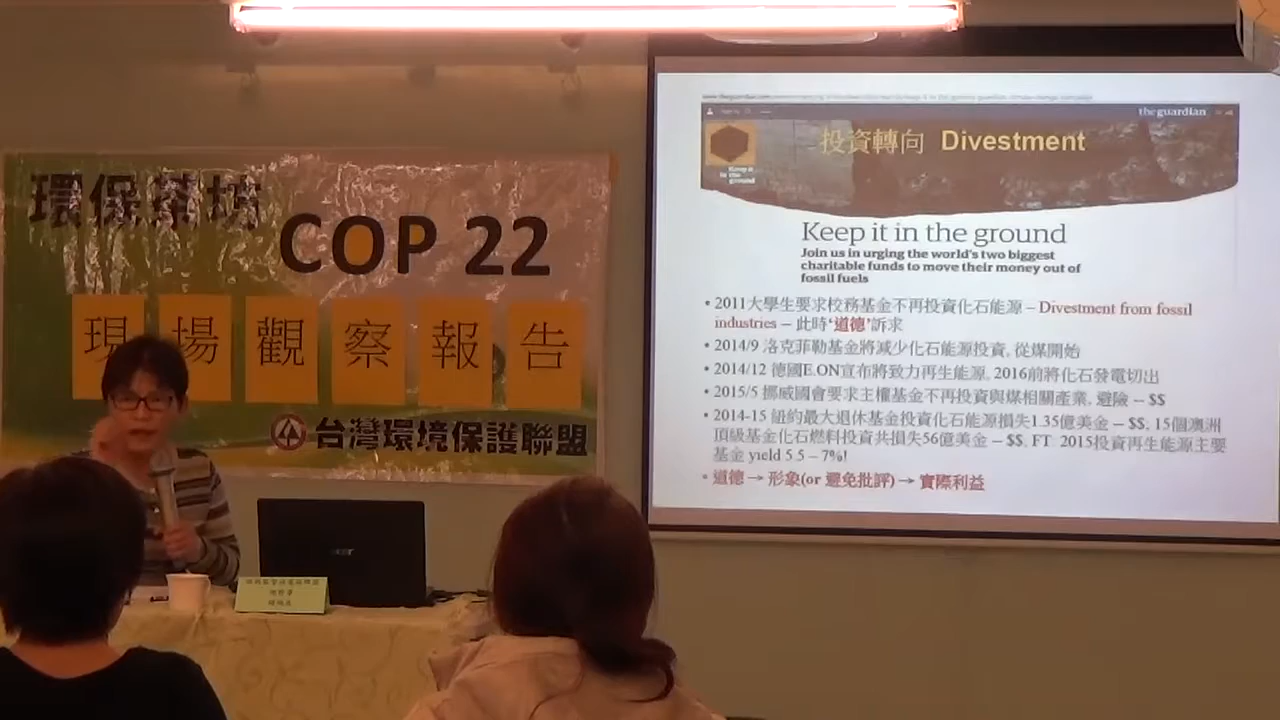 環保茶坊
COP 22
現場觀察報告
台灣環境保護聯盟
acer
theguardian
投資轉向 Divestment
Keep it
in the
ground
Keep it in the ground
Join us in urging the world's two biggest
charitable funds to move their money out of
fossil fuels
• 2011大學生要求校務基金不再投資化石能源 – Divestment from fossil
industries – 此時‘道德’訴求
• 2014/9 洛克菲勒基金將減少化石能源投資, 從煤開始
• 2014/12 德國E.ON宣布將致力再生能源, 2016前將化石發電切出
• 2015/5 挪威國會要求主權基金不再投資與煤相關產業, 避險 – $$
• 2014-15 紐約最大退休基金投資化石能源損失1.35億美金 – $$, 15個澳洲
頂級基金化石燃料投資共損失56億美金 – $$, FT 2015投資再生能源主要
基金 yield 5.5 – 7%!
• 道德 → 形象(or 避免批評) → 實際利益